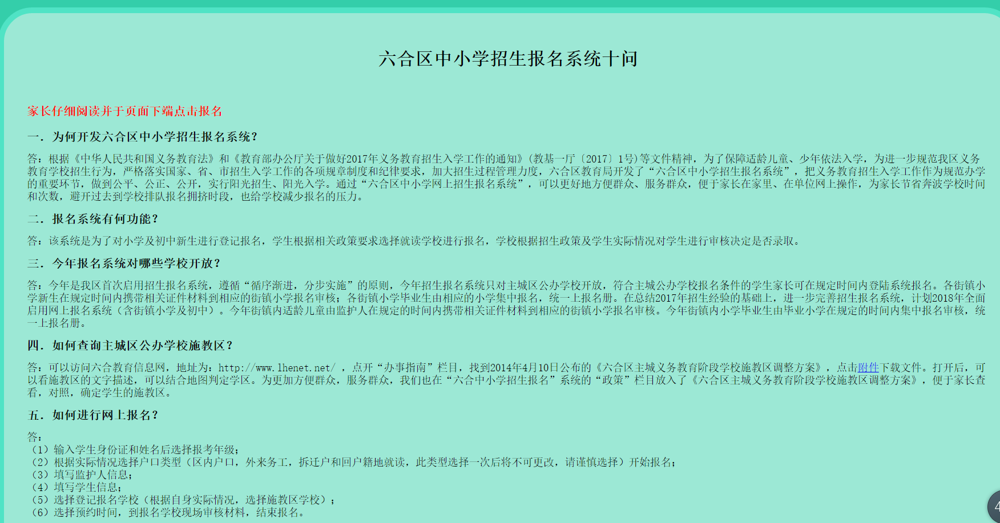 六合区中小学招生报名系统十问
家长仔细阅读并于页面下端点击报名
一．为何开发六合区中小学招生报名系统？
答：根据《中华人民共和国义务教育法》和《教育部办公厅关于做好2017年义务教育招生入学工作的通知》(教基一厅〔2017〕1号)等文件精神，为了保障适龄儿童、少年依法入学，为进一步规范我区义务
教育学校招生行为，严格落实国家、省、市招生入学工作的各项规章制度和纪律要求，加大招生过程管理力度，六合区教育局开发了“六合区中小学招生报名系统”，把义务教育招生入学工作作为规范办学
的重要环节，做到公平、公正、公开，实行阳光招生、阳光入学。通过“六合区中小学网上招生报名系统”，可以更好地方便群众、服务群众，便于家长在家里、在单位网上操作，为家长节省奔波学校时间
和次数，避开过去到学校排队报名拥挤时段，也给学校减少报名的压力。
二．报名系统有何功能？
答：该系统是为了对小学及初中新生进行登记报名，学生根据相关政策要求选择就读学校进行报名，学校根据招生政策及学生实际情况对学生进行审核决定是否录取。
三．今年报名系统对哪些学校开放？
答：今年是我区首次启用招生报名系统，遵循“循序渐进，分步实施”的原则，今年招生报名系统只对主城区公办学校开放，符合主城公办学校报名条件的学生家长可在规定时间内登陆系统报名。各街镇小
学新生在规定时间内携带相关证件材料到相应的街镇小学报名审核；各街镇小学毕业生由相应的小学集中报名，统一上报名册。在总结2017年招生经验的基础上，进一步完善招生报名系统，计划2018年全面
启用网上报名系统（含街镇小学及初中）。今年街镇内适龄儿童由监护人在规定的时间内携带相关证件材料到相应的街镇小学报名审核。今年街镇内小学毕业生由毕业小学在规定的时间内集中报名审核，统
一上报名册。
四．如何查询主城区公办学校施教区？
答：可以访问六合教育信息网，地址为：http://www.lhenet.net/ ，点开“办事指南”栏目，找到2014年4月10日公布的《六合区主城义务教育阶段学校施教区调整方案》，点击附件下载文件。打开后，可
以看施教区的文字描述，可以结合地图判定学区。为更加方便群众，服务群众，我们也在“六合中小学招生报名”系统的“政策”栏目放入了《六合区主城义务教育阶段学校施教区调整方案》，便于家长查
看，对照，确定学生的施教区。
五．如何进行网上报名？
答：
（1）输入学生身份证和姓名后选择报考年级；
（2）根据实际情况选择户口类型（区内户口，外来务工，拆迁户和回户籍地就读，此类型选择一次后将不可更改，请谨慎选择）开始报名；
（3）填写监护人信息；
（4）填写学生信息；
（5）选择登记报名学校（根据自身实际情况，选择施教区学校）；
（6）选择预约时间，到报名学校现场审核材料，结束报名。